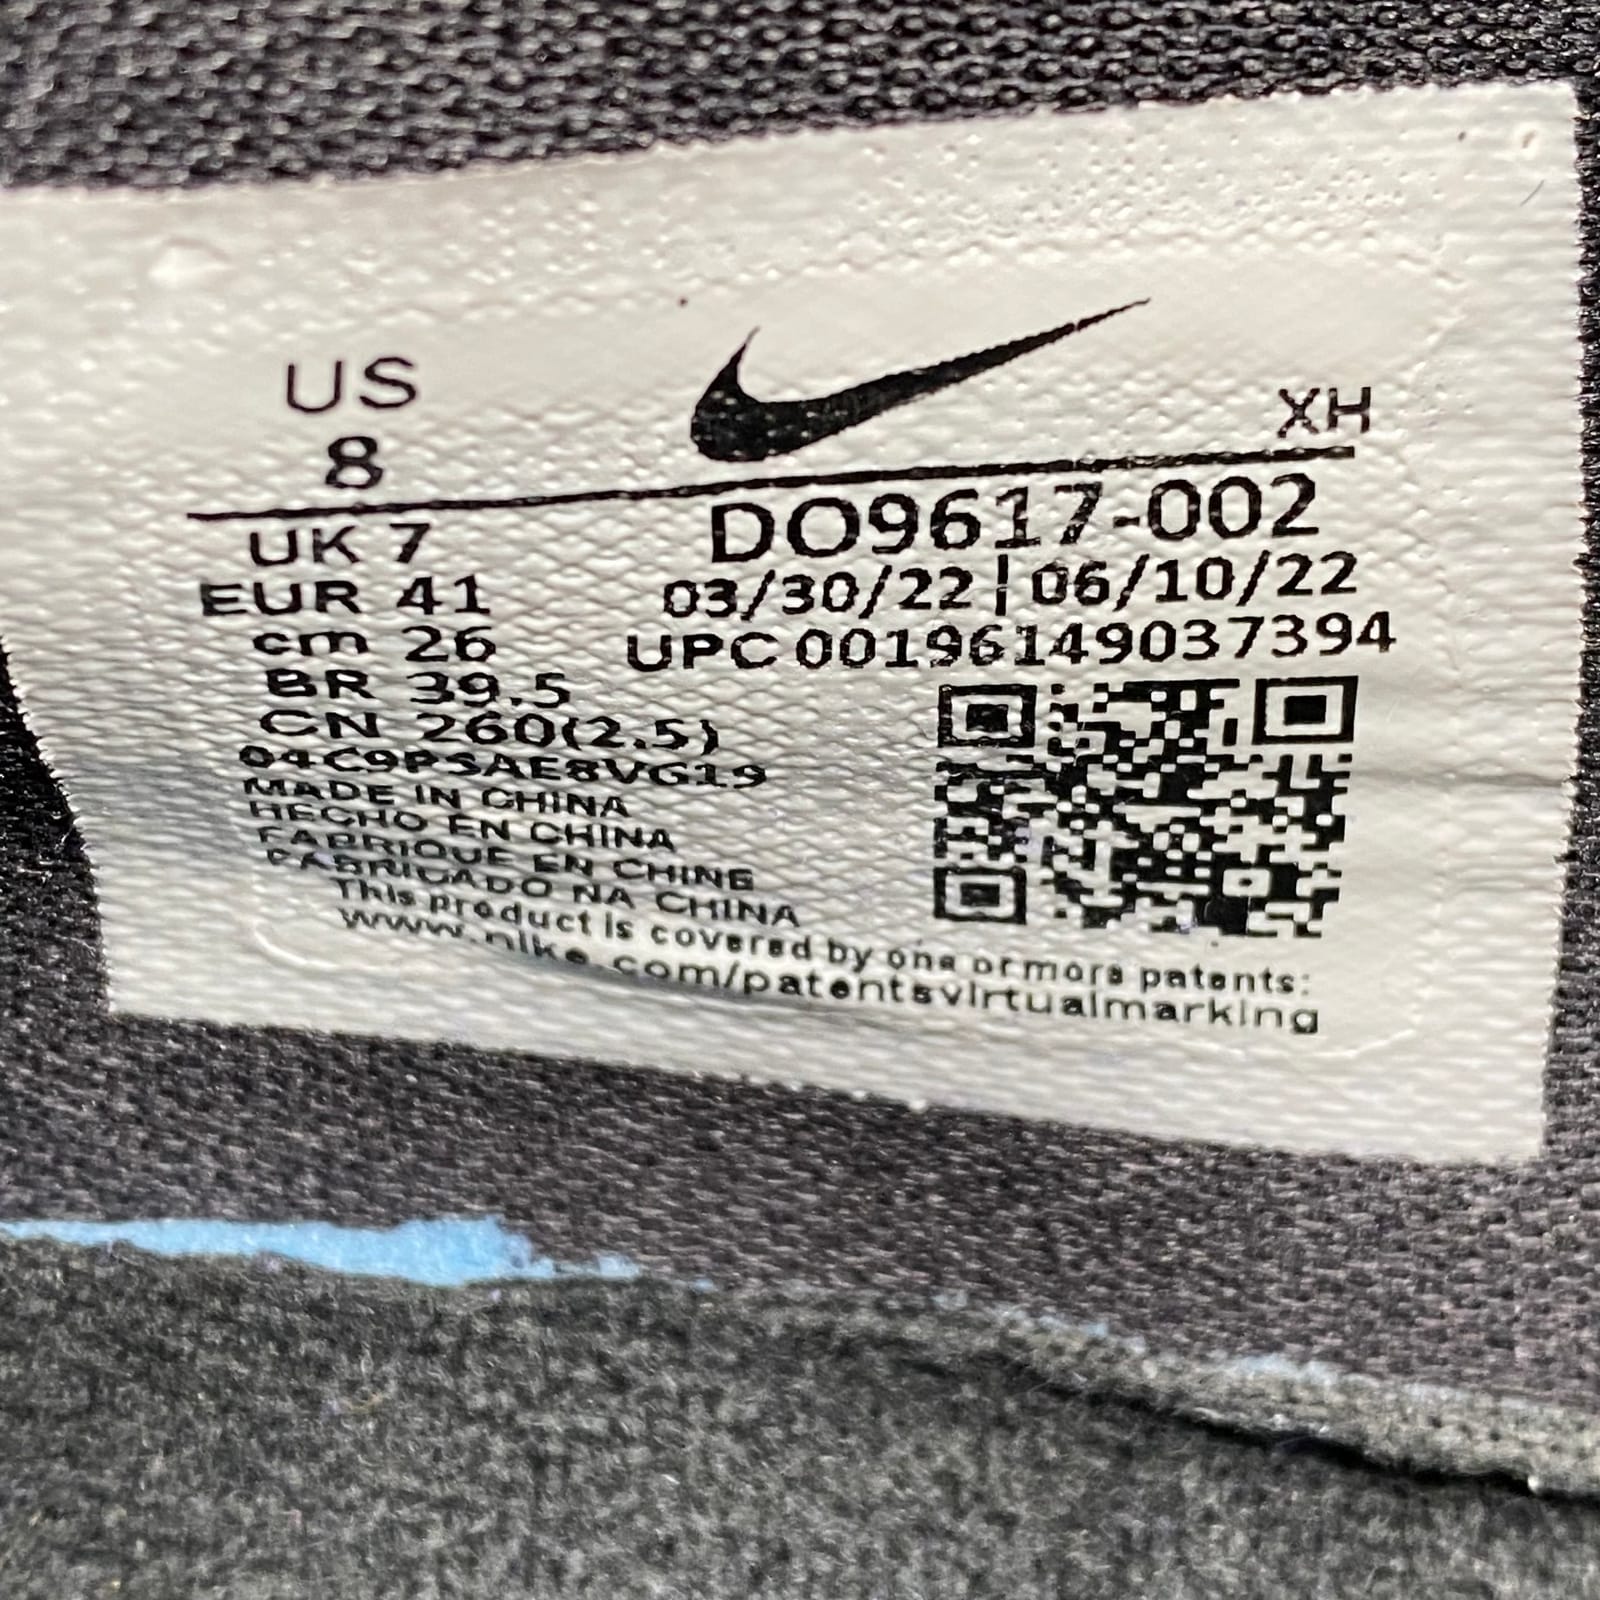 US
8
XH
UK 7
EUR 41
cm 26
BR 39.5
CN 260(2.5)
04C9PSAE8VG19
MADE IN CHINA
HECHO EN CHINA
FABRIQUE EN CHINE
FABRICADO NA CHINA
DO9617-002
03/30/22 | 06/10/22
UPC 00196149037394
This product is covered by one or more patents:
www.nike.com/patentsvirtualmarking